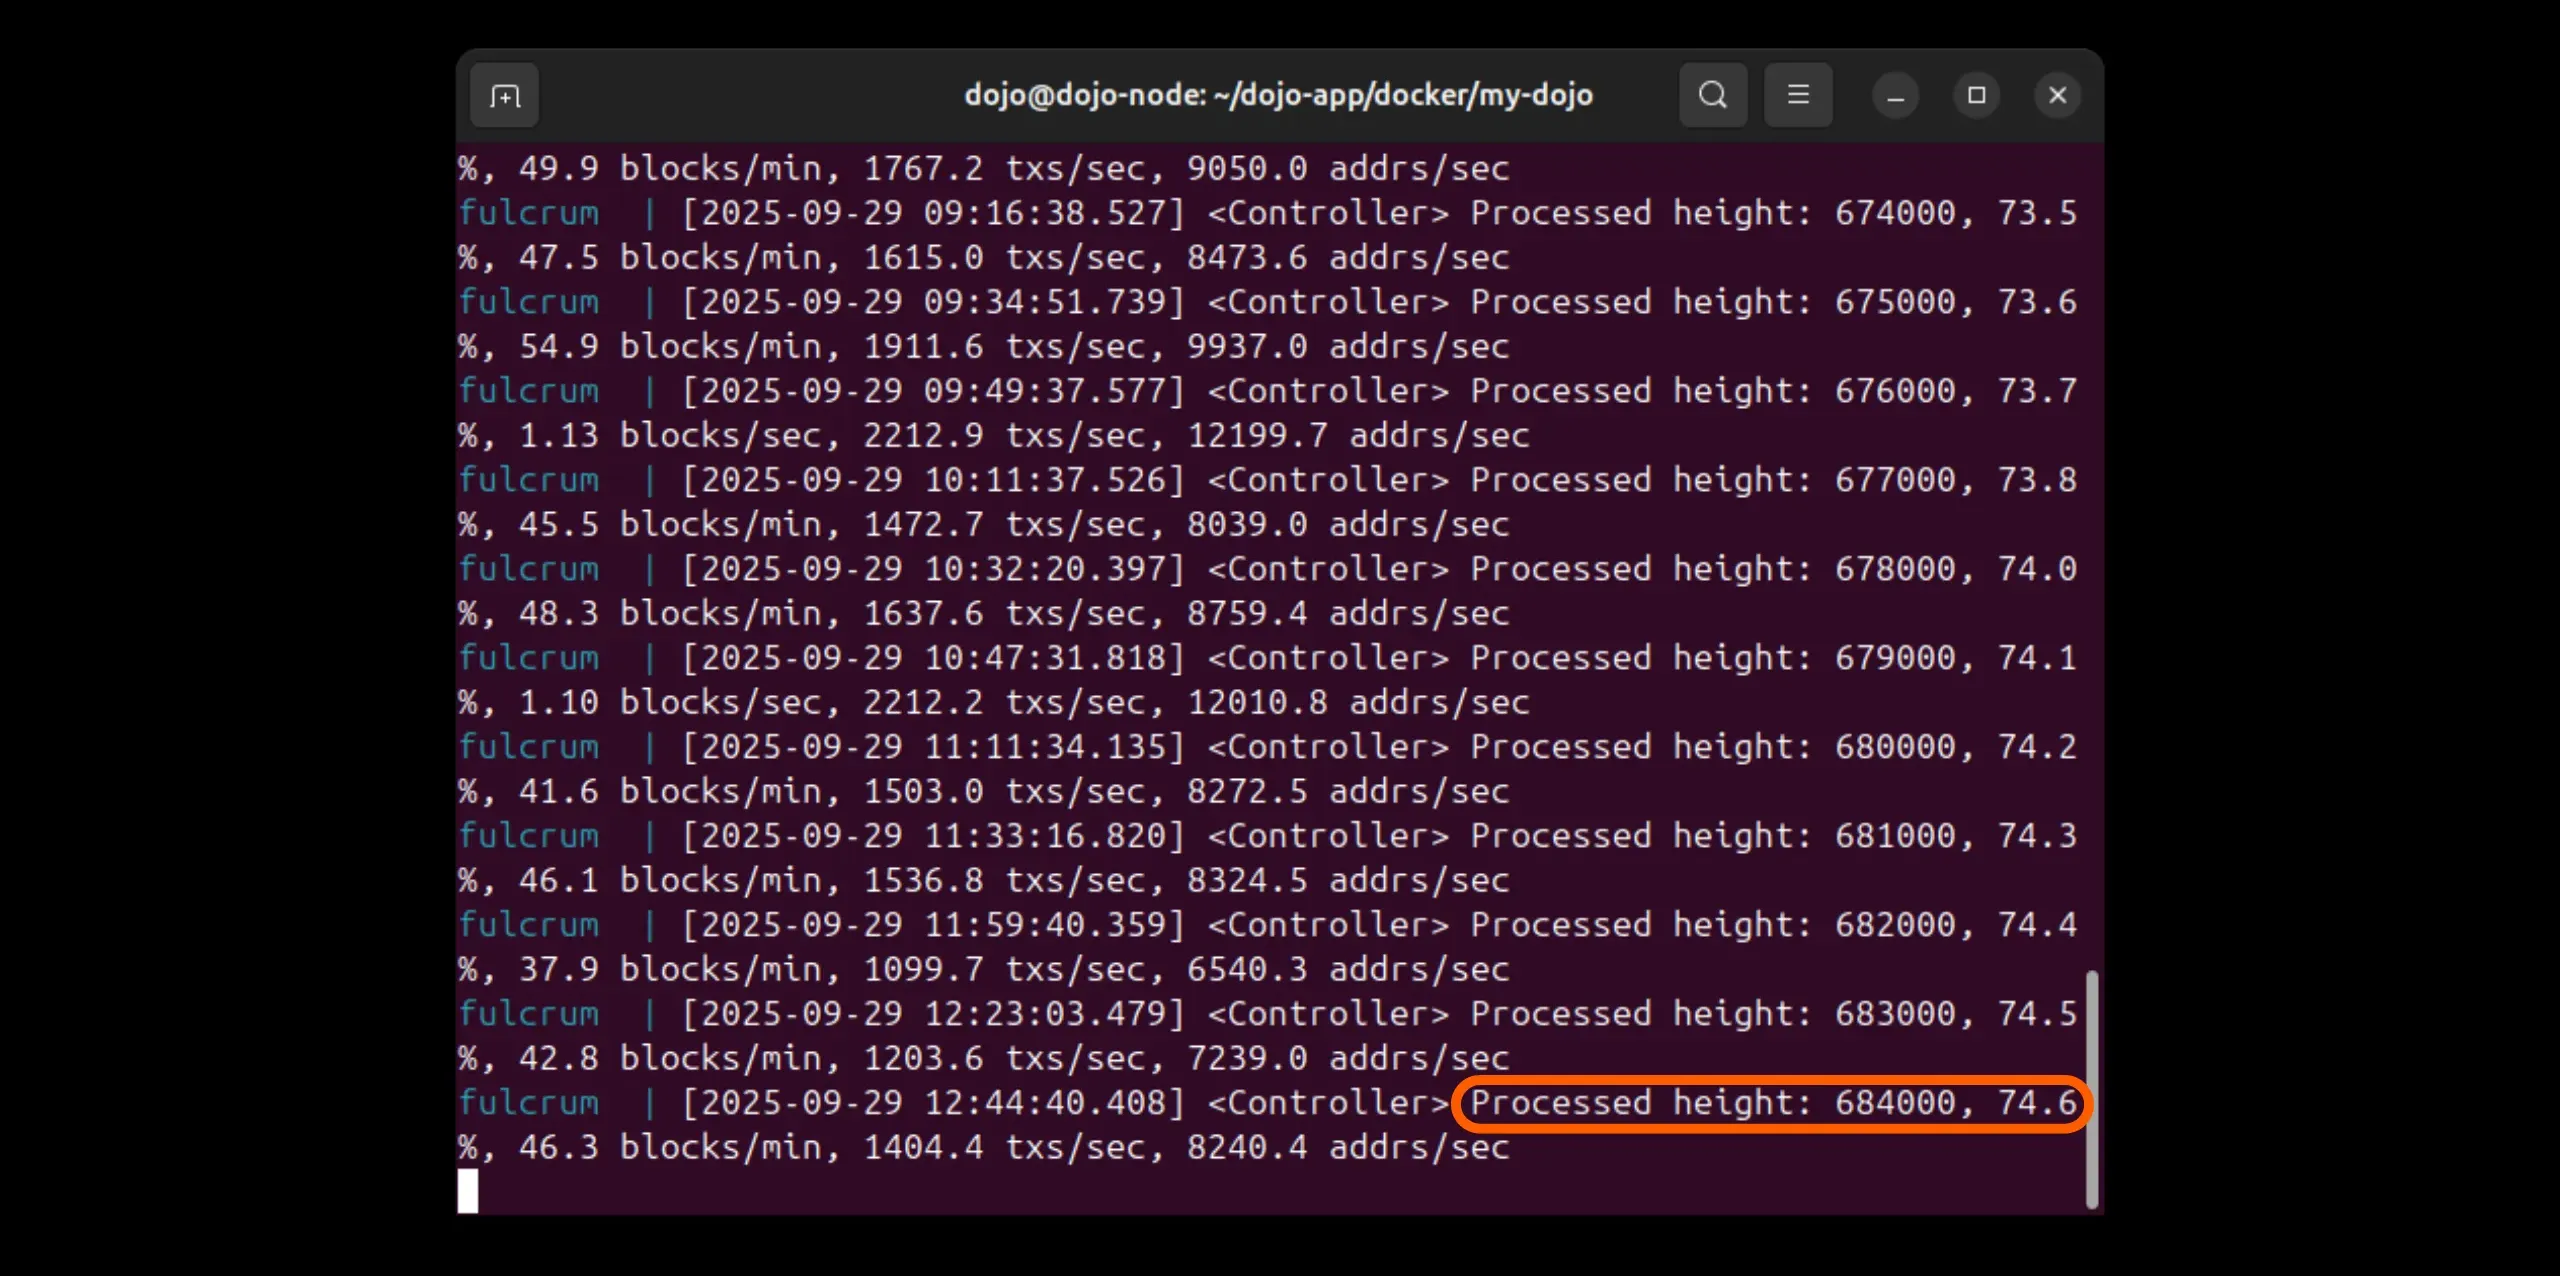 dojo@dojo-node: ~/dojo-app/docker/my-dojo
%, 49.9 blocks/min, 1767.2 txs/sec, 9050.0 addrs/sec
fulcrum | [2025-09-29 09:16:38.527] <Controller> Processed height: 674000, 73.5
%, 47.5 blocks/min, 1615.0 txs/sec, 8473.6 addrs/sec
fulcrum | [2025-09-29 09:34:51.739] <Controller> Processed height: 675000, 73.6
%, 54.9 blocks/min, 1911.6 txs/sec, 9937.0 addrs/sec
fulcrum | [2025-09-29 09:49:37.577] <Controller> Processed height: 676000, 73.7
%, 1.13 blocks/sec, 2212.9 txs/sec, 12199.7 addrs/sec
fulcrum | [2025-09-29 10:11:37.526] <Controller> Processed height: 677000, 73.8
%, 45.5 blocks/min, 1472.7 txs/sec, 8039.0 addrs/sec
fulcrum | [2025-09-29 10:32:20.397] <Controller> Processed height: 678000, 74.0
%, 48.3 blocks/min, 1637.6 txs/sec, 8759.4 addrs/sec
fulcrum | [2025-09-29 10:47:31.818] <Controller> Processed height: 679000, 74.1
%, 1.10 blocks/sec, 2212.2 txs/sec, 12010.8 addrs/sec
fulcrum | [2025-09-29 11:11:34.135] <Controller> Processed height: 680000, 74.2
%, 41.6 blocks/min, 1503.0 txs/sec, 8272.5 addrs/sec
fulcrum | [2025-09-29 11:33:16.820] <Controller> Processed height: 681000, 74.3
%, 46.1 blocks/min, 1536.8 txs/sec, 8324.5 addrs/sec
fulcrum | [2025-09-29 11:59:40.359] <Controller> Processed height: 682000, 74.4
%, 37.9 blocks/min, 1099.7 txs/sec, 6540.3 addrs/sec
fulcrum | [2025-09-29 12:23:03.479] <Controller> Processed height: 683000, 74.5
%, 42.8 blocks/min, 1203.6 txs/sec, 7239.0 addrs/sec
fulcrum | [2025-09-29 12:44:40.408] <Controller> Processed height: 684000, 74.6
%, 46.3 blocks/min, 1404.4 txs/sec, 8240.4 addrs/sec